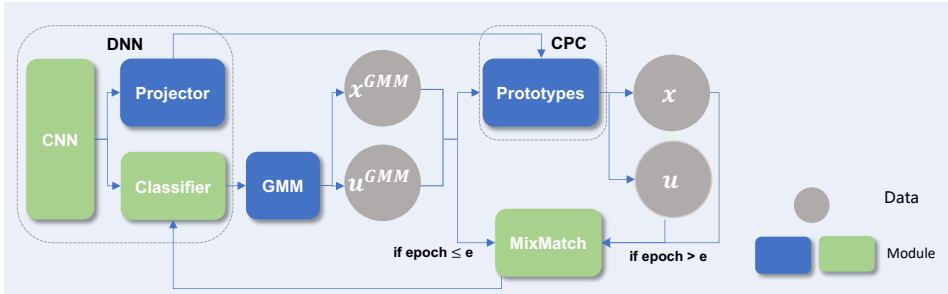 DNN
CPC
CNN
Projector
Classifier
GMM
x^{GMM}
u^{GMM}
Prototypes
x
u
MixMatch
if epoch ≤ e
if epoch > e
Data
Module